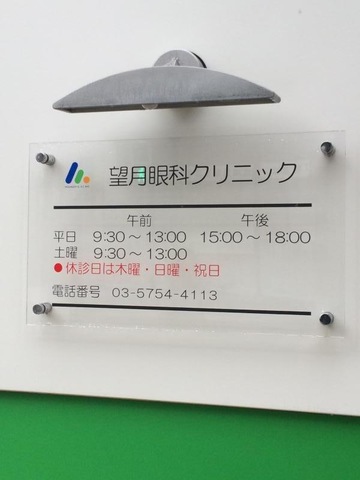 望月眼科クリニック
午前 午後
平日 9:30～13:00 15:00～18:00
土曜 9:30～13:00
●休診日は木曜・日曜・祝日
電話番号 03-5754-4113